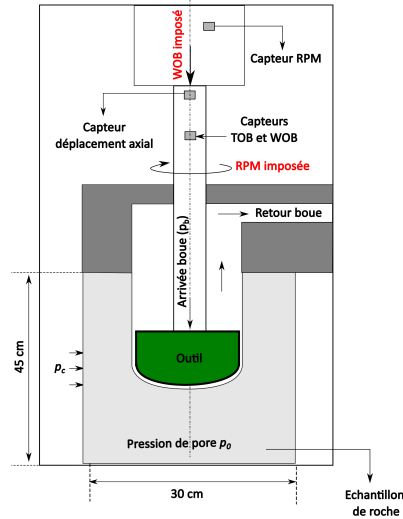 WOB imposé
Capteur RPM
Capteur
déplacement axial
Capteurs
TOB et WOB
RPM imposée
Retour boue
Arrivée boue (pb)
Outil
45 cm
pc
Pression de pore p0
30 cm
Echantillon
de roche